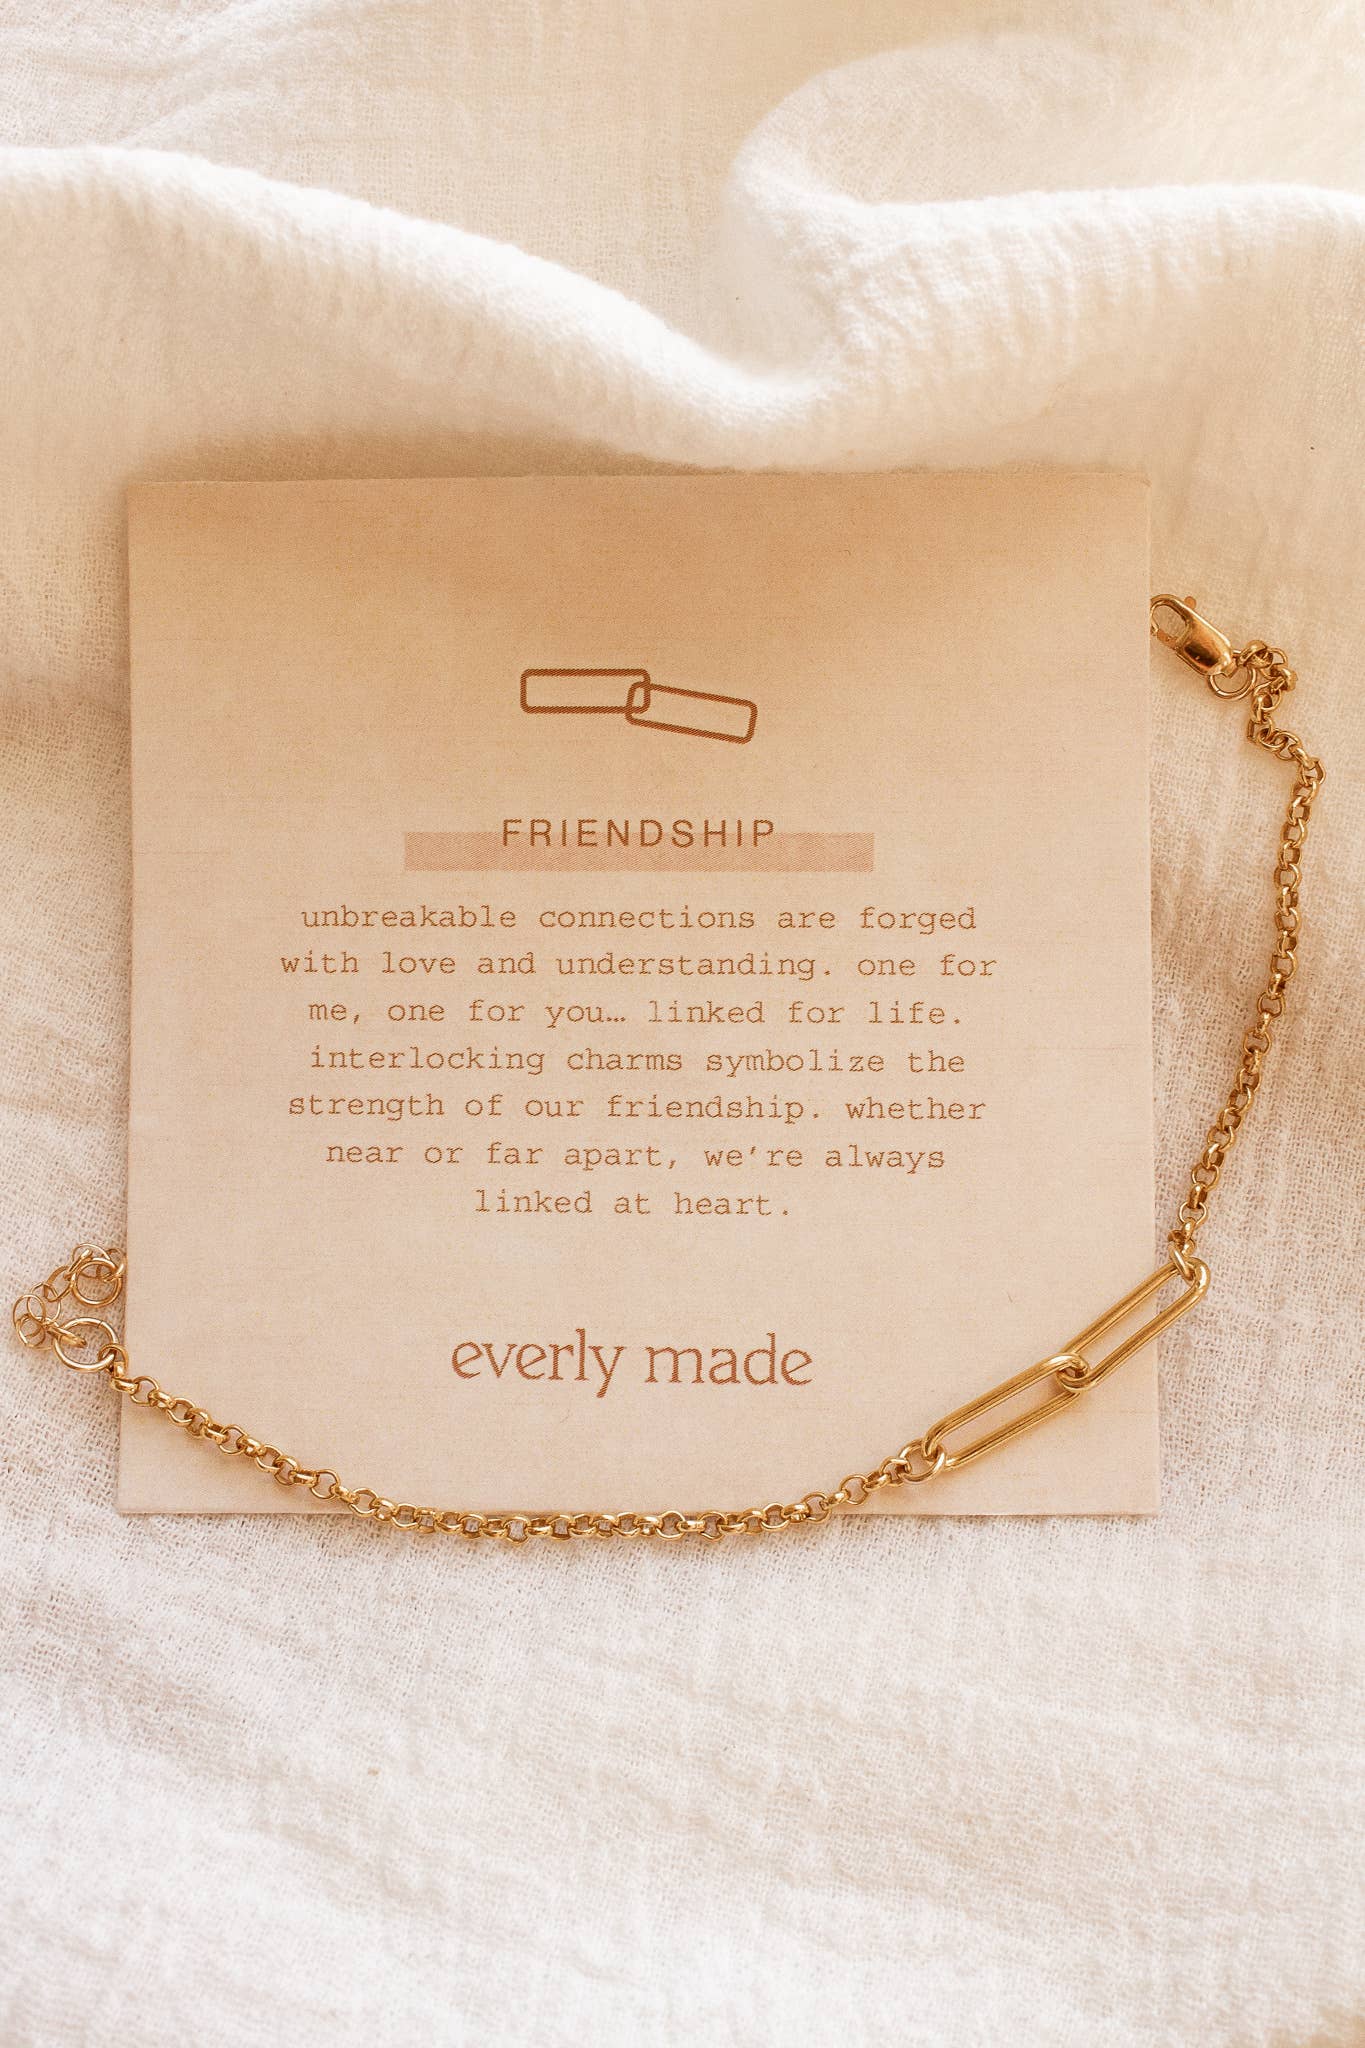 FRIENDSHIP
unbreakable connections are forged
with love and understanding. one for
me, one for you… linked for life.
interlocking charms symbolize the
strength of our friendship. whether
near or far apart, we’re always
linked at heart.
everly made